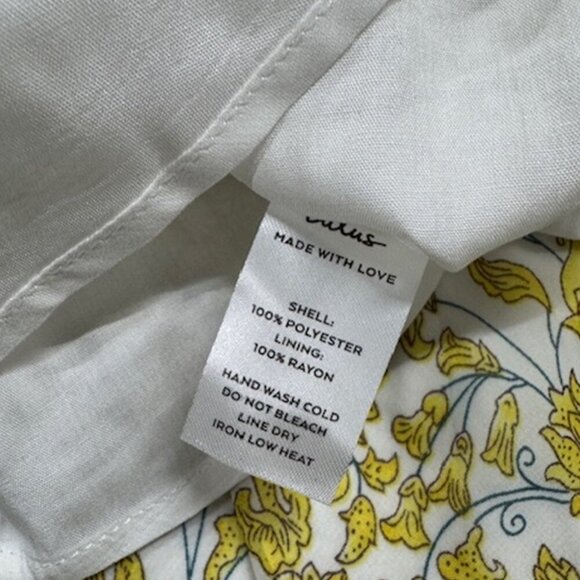 MADE WITH LOVE
SHELL:
100% POLYESTER
LINING:
100% RAYON
HAND WASH COLD
DO NOT BLEACH
LINE DRY
IRON LOW HEAT